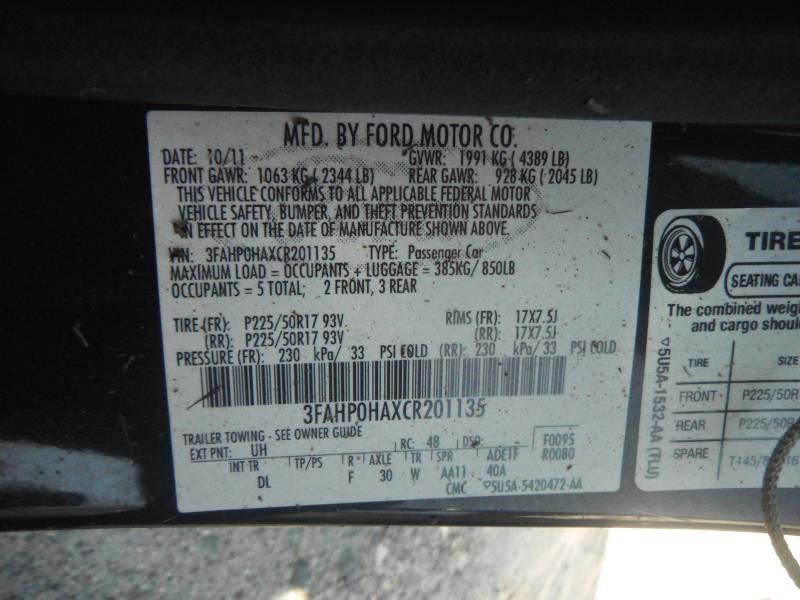 MFD. BY FORD MOTOR CO.
DATE: 10/11 GVWR: 1991 KG ( 4389 LB)
FRONT GAWR: 1063 KG ( 2344 LB) REAR GAWR: 928 KG ( 2045 LB)
THIS VEHICLE CONFORMS TO ALL APPLICABLE FEDERAL MOTOR
VEHICLE SAFETY, BUMPER, AND THEFT PREVENTION STANDARDS
IN EFFECT ON THE DATE OF MANUFACTURE SHOWN ABOVE.
VIN: 3FAHP0HAXCR201135 TYPE: Passenger Car
MAXIMUM LOAD = OCCUPANTS + LUGGAGE = 385KG/ 850LB
OCCUPANTS = 5 TOTAL; 2 FRONT, 3 REAR
TIRE (FR): P225/50R17 93V RIMS (FR): 17X7.5J
(RR): P225/50R17 93V (RR): 17X7.5J
PRESSURE (FR): 230 kPa/ 33 PSI COLD (RR): 230 kPa/ 33 PSI COLD
3FAHP0HAXCR201135
TRAILER TOWING - SEE OWNER GUIDE
EXT PNT: UH RC: 48 DSO: F0095
R0080
INT TR TP/PS R AXLE TR SPR ADE1F
DL F 30 W AA11 40A
CMC ▽5U5A-5420472-AA
TIRE
SEATING CA
The combined weig
and cargo shoul
TIRE SIZE
FRONT P225/50R
REAR P225/50R
SPARE
▽5U5A-1532-AA (TLU)